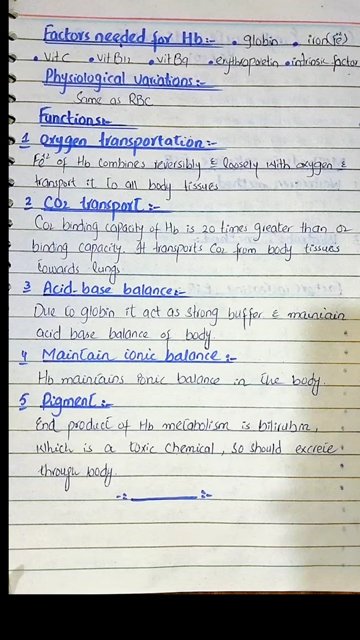 Factors needed for Hb:- • globin • iron(Fe²)
• vit C • vit B12 • vit B9 • erythropoietin • intrinsic factor
Physiological variations:-
Same as RBC
Functions:-
1 Oxygen transportation:-
Fe² of Hb combines reversibly & loosely with oxygen &
transport it to all body tissues
2 CO2 transport:-
CO2 binding capacity of Hb is 20 times greater than O2
binding capacity. It transports CO2 from body tissues
towards lungs.
3 Acid-base balance:-
Due to globin it act as strong buffer & maintain
acid base balance of body
4 Maintain ionic balance:-
Hb maintains ionic balance in the body.
5 Pigment:-
End product of Hb metabolism is bilirubin,
which is a toxic chemical, so should excrete
through body.